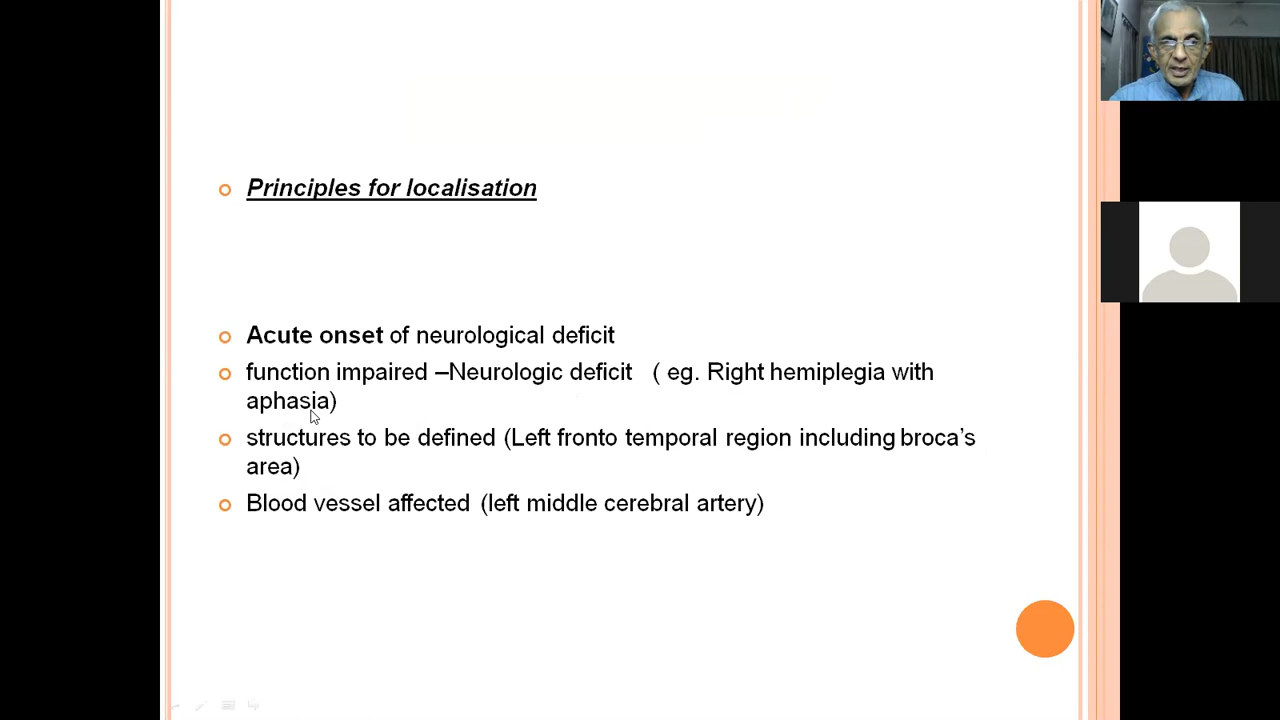 Principles for localisation
Acute onset of neurological deficit
function impaired –Neurologic deficit ( eg. Right hemiplegia with
aphasia)
structures to be defined (Left fronto temporal region including broca's
area)
Blood vessel affected (left middle cerebral artery)